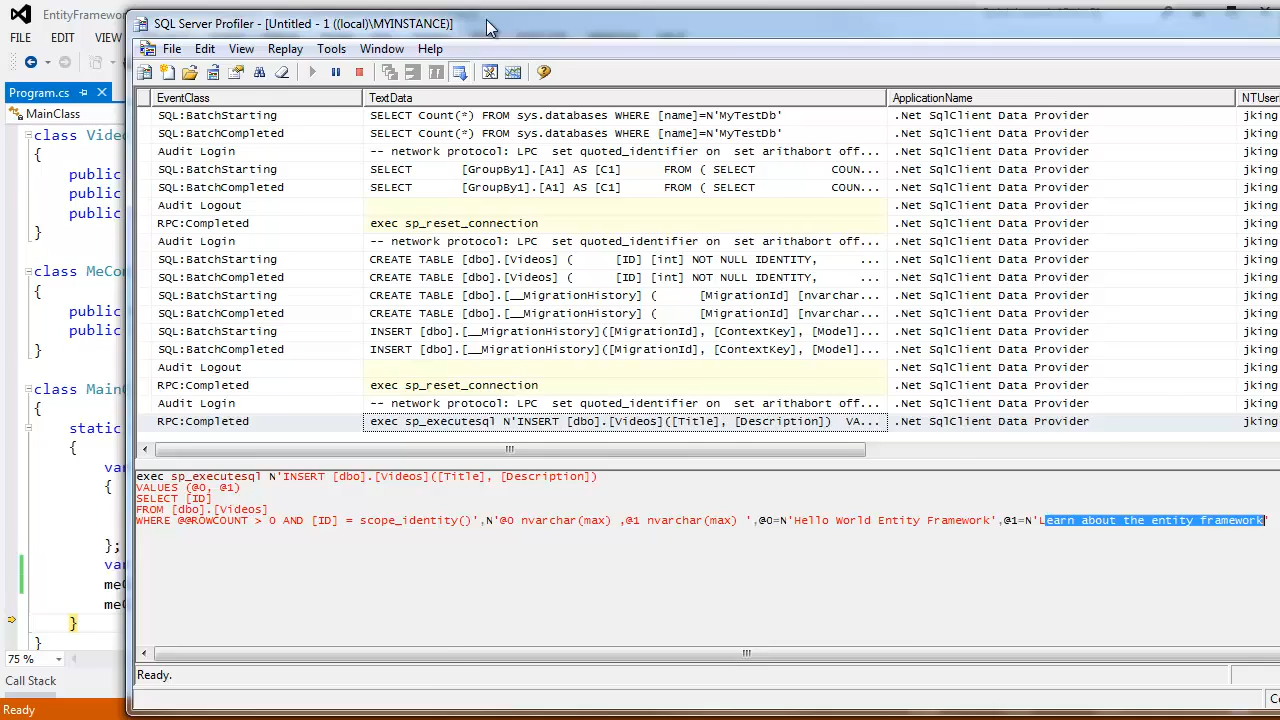 EntityFramew
FILE EDIT VIEW
Program.cs
MainClass
class Video
{
public
public
public
}
class MeCon
{
public
public
}
class MainC
{
static
{
va
{
};
var
meC
meC
}
}
75 %
Call Stack
Ready
SQL Server Profiler - [Untitled - 1 ((local)\MYINSTANCE)]
File Edit View Replay Tools Window Help
EventClass TextData ApplicationName NTUser
SQL:BatchStarting SELECT Count(*) FROM sys.databases WHERE [name]=N'MyTestDb' .Net SqlClient Data Provider jking
SQL:BatchCompleted SELECT Count(*) FROM sys.databases WHERE [name]=N'MyTestDb' .Net SqlClient Data Provider jking
Audit Login -- network protocol: LPC set quoted_identifier on set arithabort off... .Net SqlClient Data Provider jking
SQL:BatchStarting SELECT [GroupBy1].[A1] AS [C1] FROM ( SELECT COUN... .Net SqlClient Data Provider jking
SQL:BatchCompleted SELECT [GroupBy1].[A1] AS [C1] FROM ( SELECT COUN... .Net SqlClient Data Provider jking
Audit Logout .Net SqlClient Data Provider jking
RPC:Completed exec sp_reset_connection .Net SqlClient Data Provider jking
Audit Login -- network protocol: LPC set quoted_identifier on set arithabort off... .Net SqlClient Data Provider jking
SQL:BatchStarting CREATE TABLE [dbo].[Videos] ( [ID] [int] NOT NULL IDENTITY, ... .Net SqlClient Data Provider jking
SQL:BatchCompleted CREATE TABLE [dbo].[Videos] ( [ID] [int] NOT NULL IDENTITY, ... .Net SqlClient Data Provider jking
SQL:BatchStarting CREATE TABLE [dbo].[__MigrationHistory] ( [MigrationId] [nvarchar... .Net SqlClient Data Provider jking
SQL:BatchCompleted CREATE TABLE [dbo].[__MigrationHistory] ( [MigrationId] [nvarchar... .Net SqlClient Data Provider jking
SQL:BatchStarting INSERT [dbo].[__MigrationHistory]([MigrationId], [ContextKey], [Model]... .Net SqlClient Data Provider jking
SQL:BatchCompleted INSERT [dbo].[__MigrationHistory]([MigrationId], [ContextKey], [Model]... .Net SqlClient Data Provider jking
Audit Logout .Net SqlClient Data Provider jking
RPC:Completed exec sp_reset_connection .Net SqlClient Data Provider jking
Audit Login -- network protocol: LPC set quoted_identifier on set arithabort off... .Net SqlClient Data Provider jking
RPC:Completed exec sp_executesql N'INSERT [dbo].[Videos]([Title], [Description]) VA... .Net SqlClient Data Provider jking
exec sp_executesql N'INSERT [dbo].[Videos]([Title], [Description])
VALUES (@0, @1)
SELECT [ID]
FROM [dbo].[Videos]
WHERE @@ROWCOUNT > 0 AND [ID] = scope_identity()',N'@0 nvarchar(max) ,@1 nvarchar(max) ',@0=N'Hello World Entity Framework',@1=N'Learn about the entity framework'
Ready.